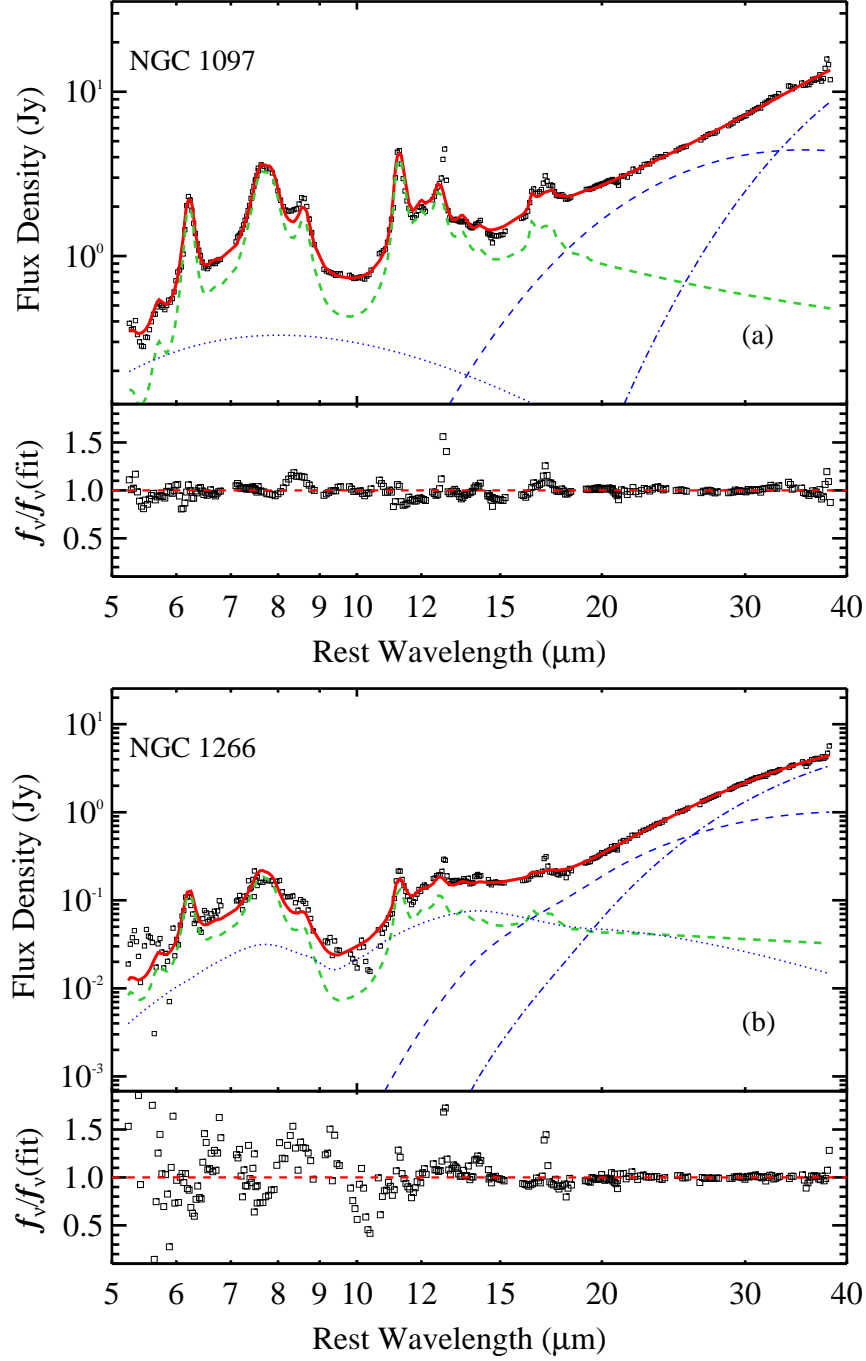 NGC 1097
Flux Density (Jy)
10¹
10⁰
(a)
fν/fν(fit)
1.5
1.0
0.5
5 6 7 8 9 10 12 15 20 30 40
Rest Wavelength (μm)
NGC 1266
Flux Density (Jy)
10¹
10⁰
10⁻¹
10⁻²
10⁻³
(b)
fν/fν(fit)
1.5
1.0
0.5
5 6 7 8 9 10 12 15 20 30 40
Rest Wavelength (μm)